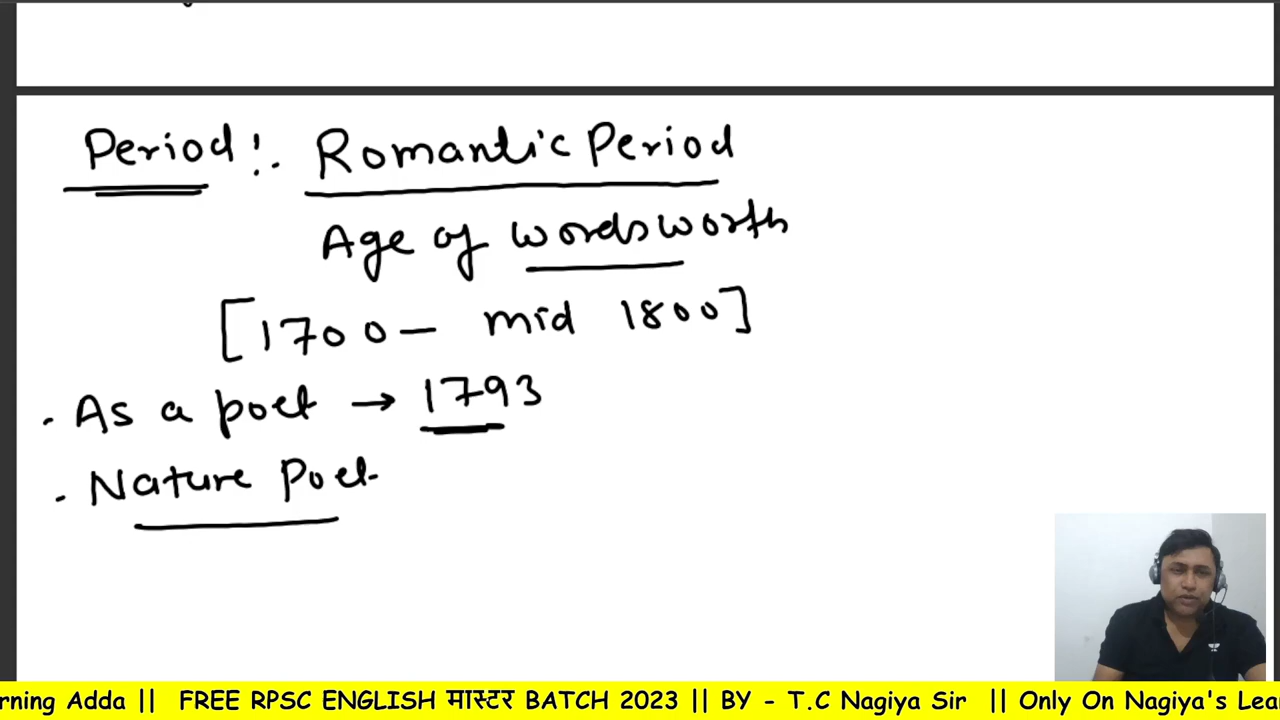 Period :- Romantic Period
Age of wordsworth
[1700 - mid 1800]
. As a poet → 1793
. Nature Poet
rning Adda || FREE RPSC ENGLISH मास्टर BATCH 2023 || BY - T.C Nagiya Sir || Only On Nagiya's Lea